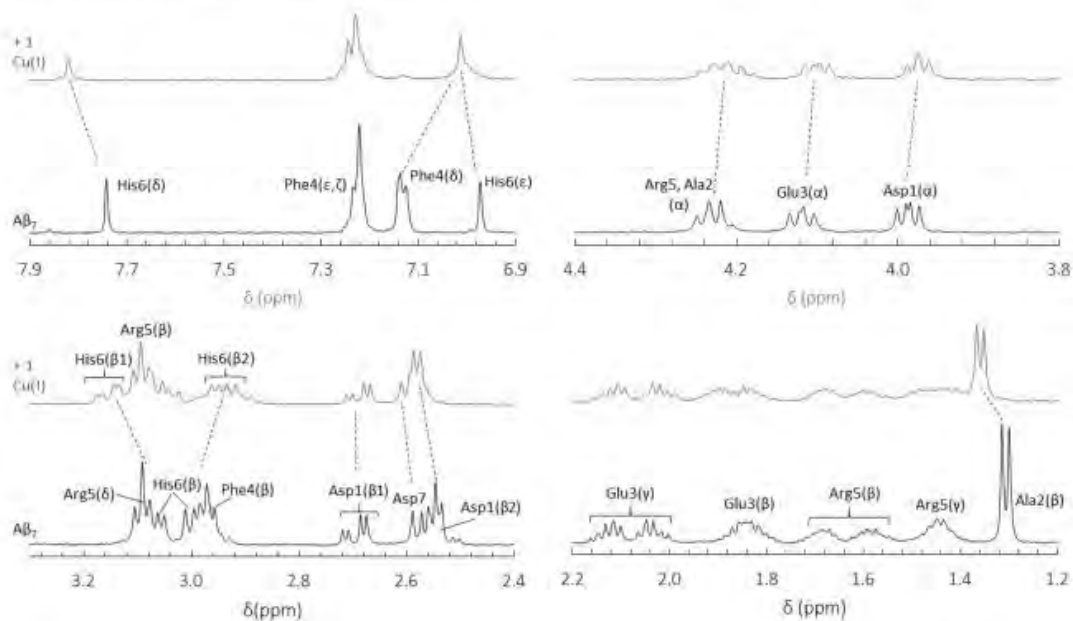 + 1
Cu(I)
His6(δ)
Phe4(ε,ζ)
Phe4(δ)
His6(ε)
Aβ7
7.9 7.7 7.5 7.3 7.1 6.9
δ (ppm)
Arg5, Ala2
(α)
Glu3(α)
Asp1(α)
4.4 4.2 4.0 3.8
δ (ppm)
+ 1
Cu(I)
His6(β1)
Arg5(β)
His6(β2)
Arg5(δ)
His6(β)
Phe4(β)
Asp1(β1)
Asp7
Asp1(β2)
Aβ7
3.2 3.0 2.8 2.6 2.4
δ(ppm)
Glu3(γ)
Glu3(β)
Arg5(β)
Arg5(γ)
Ala2(β)
2.2 2.0 1.8 1.6 1.4 1.2
δ (ppm)